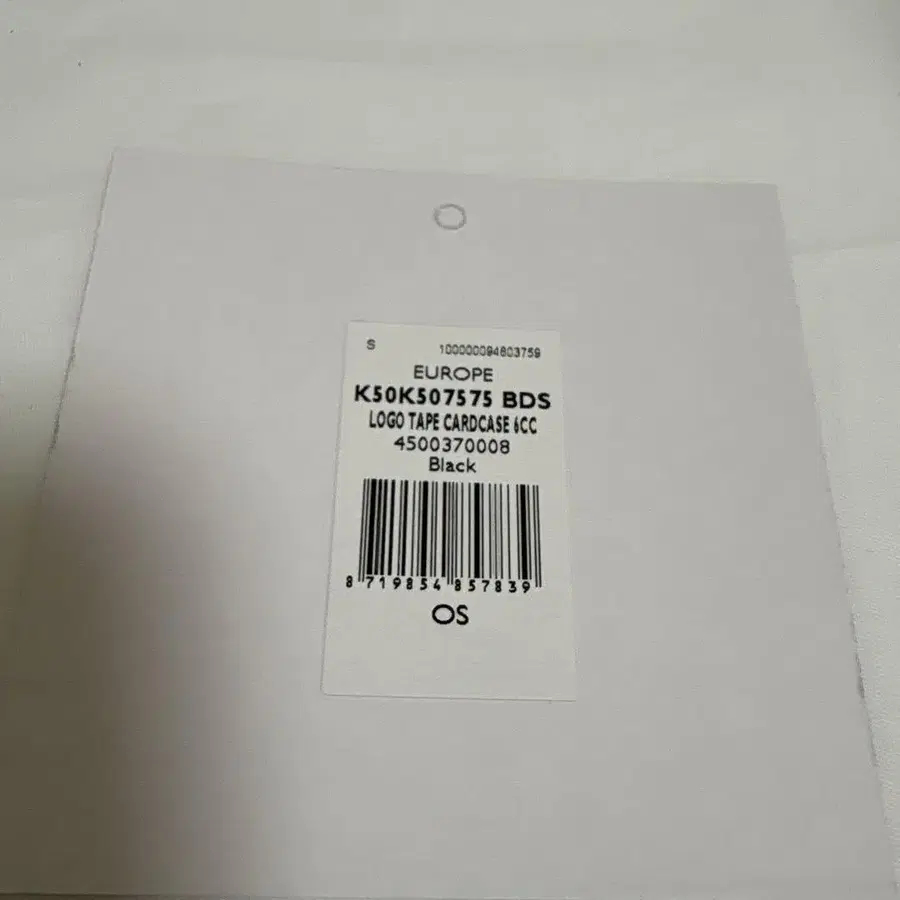 S 100000094803759
EUROPE
K50K507575 BDS
LOGO TAPE CARDCASE 6CC
4500370008
Black
8 719854 857839
OS